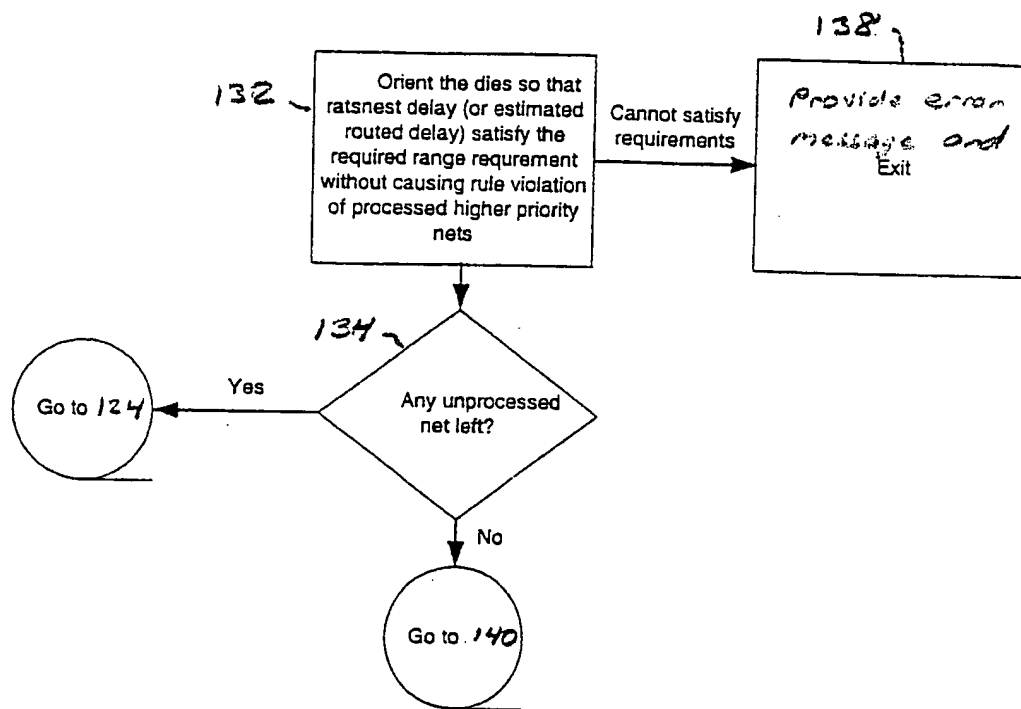 138
132
Orient the dies so that
ratsnest delay (or estimated
routed delay) satisfy the
required range requrement
without causing rule violation
of processed higher priority
nets
Cannot satisfy
requirements
Provide error
message and
Exit
134
Any unprocessed
net left?
Yes
Go to 124
No
Go to 140